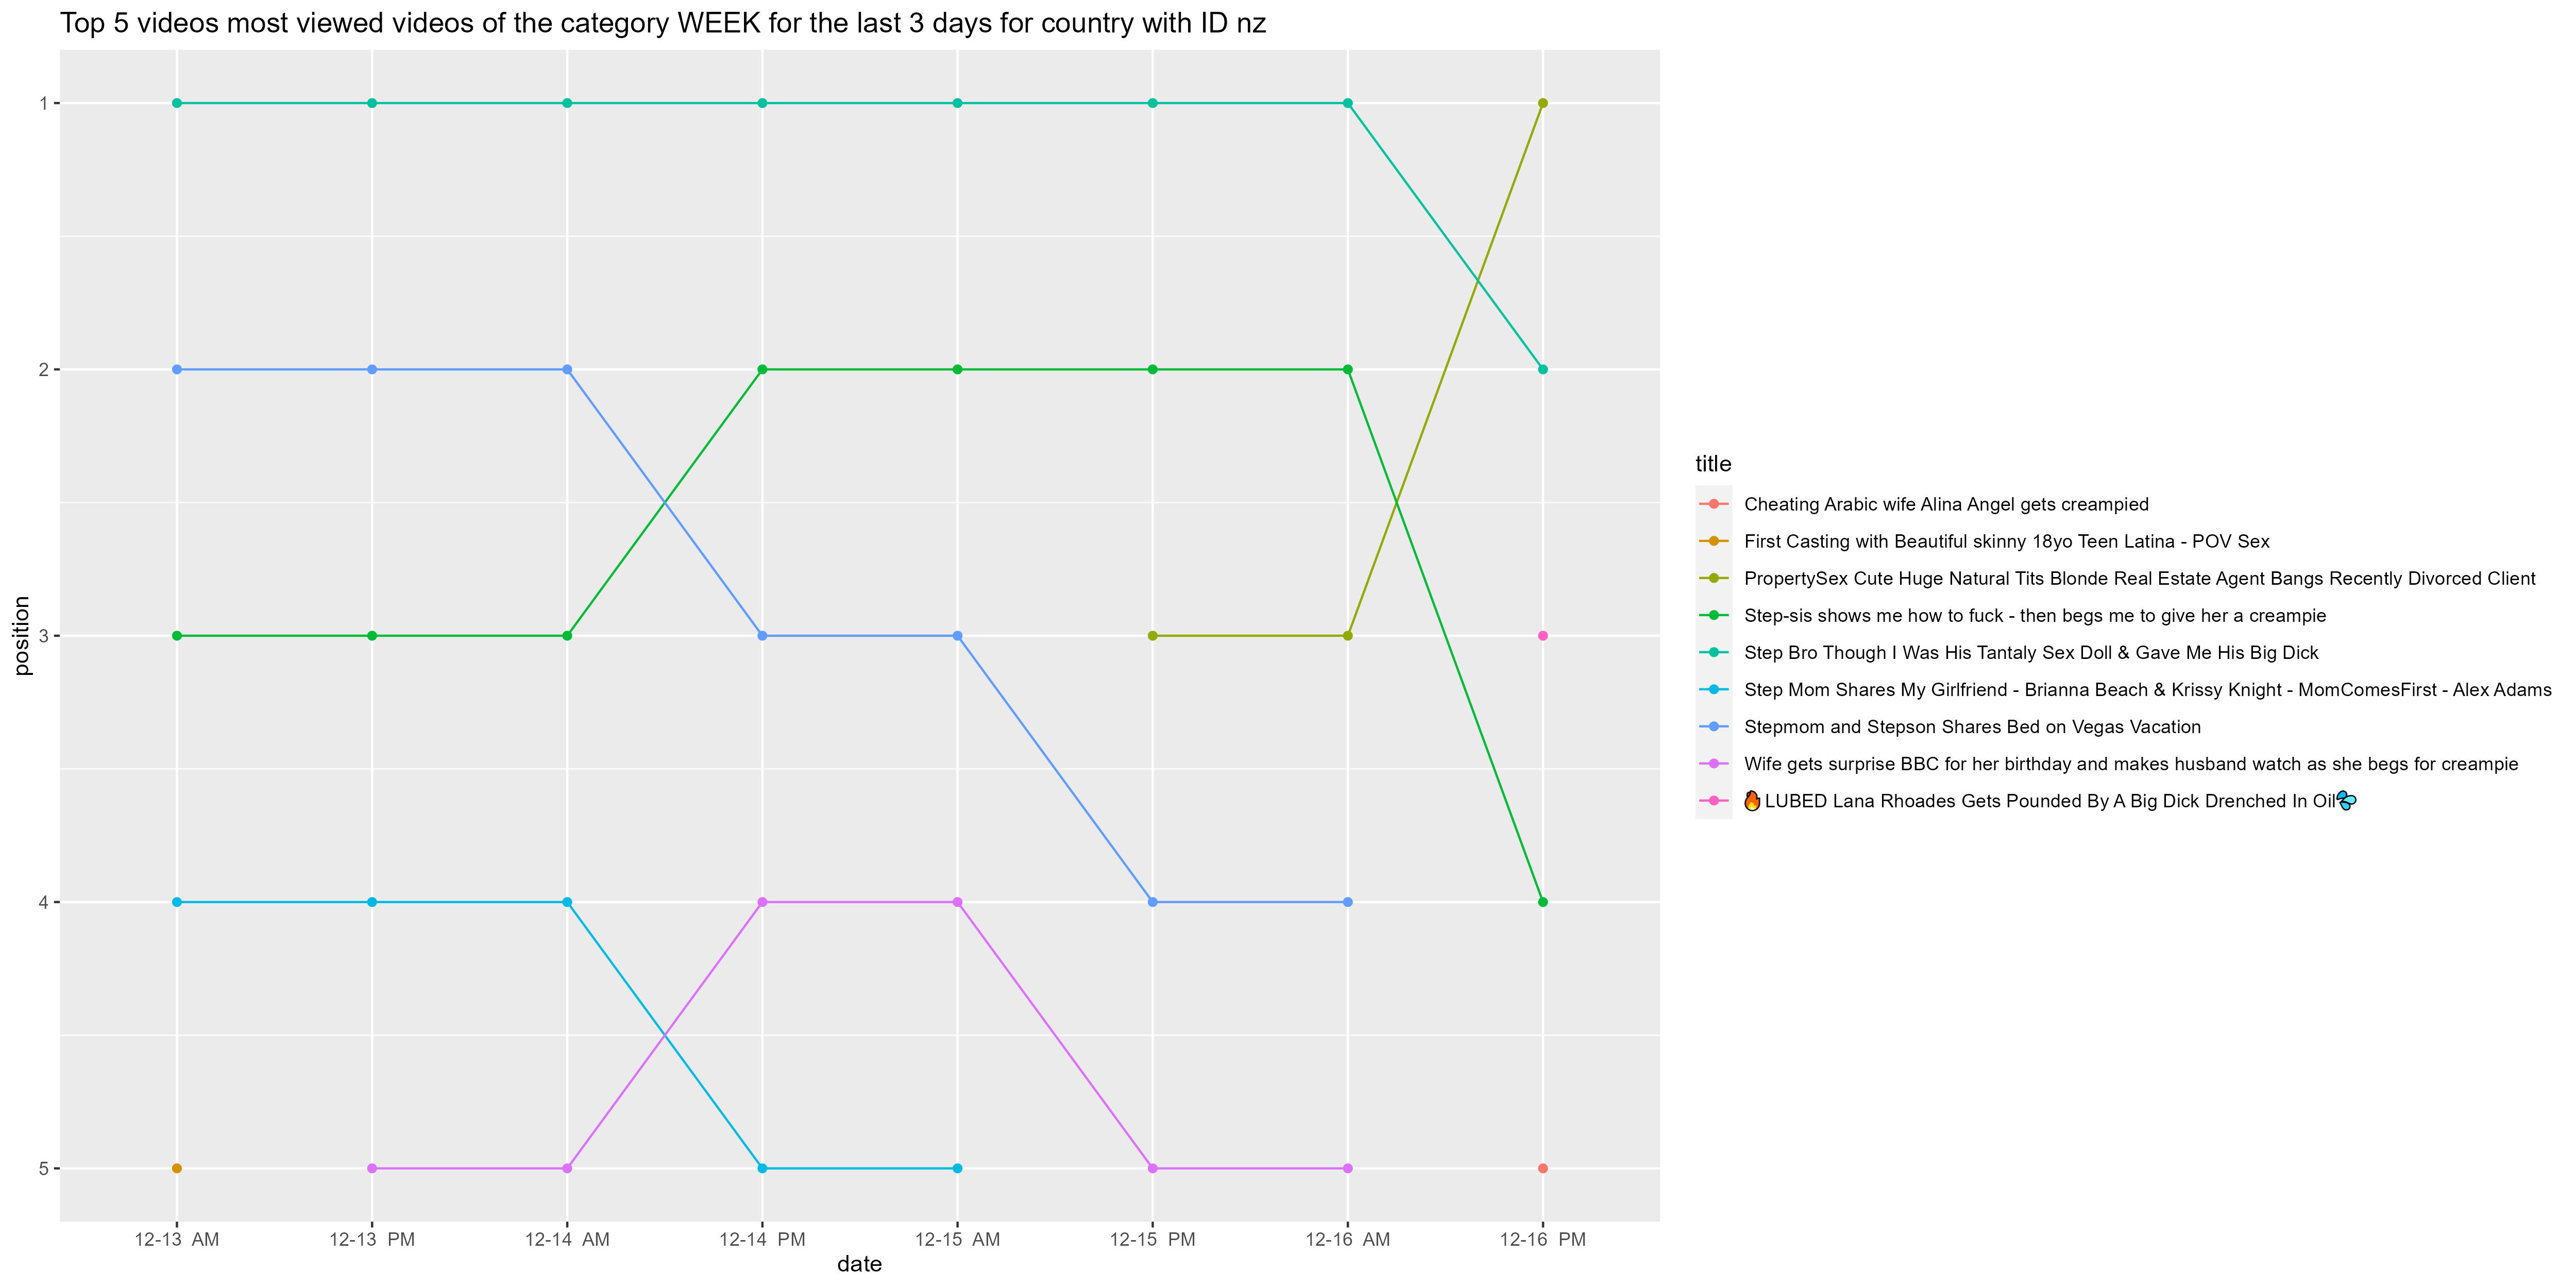 Top 5 videos most viewed videos of the category WEEK for the last 3 days for country with ID nz
position
1
2
3
4
5
12-13 AM
12-13 PM
12-14 AM
12-14 PM
12-15 AM
12-15 PM
12-16 AM
12-16 PM
date
title
Cheating Arabic wife Alina Angel gets creampied
First Casting with Beautiful skinny 18yo Teen Latina - POV Sex
PropertySex Cute Huge Natural Tits Blonde Real Estate Agent Bangs Recently Divorced Client
Step-sis shows me how to fuck - then begs me to give her a creampie
Step Bro Though I Was His Tantaly Sex Doll & Gave Me His Big Dick
Step Mom Shares My Girlfriend - Brianna Beach & Krissy Knight - MomComesFirst - Alex Adams
Stepmom and Stepson Shares Bed on Vegas Vacation
Wife gets surprise BBC for her birthday and makes husband watch as she begs for creampie
🔥LUBED Lana Rhoades Gets Pounded By A Big Dick Drenched In Oil💦